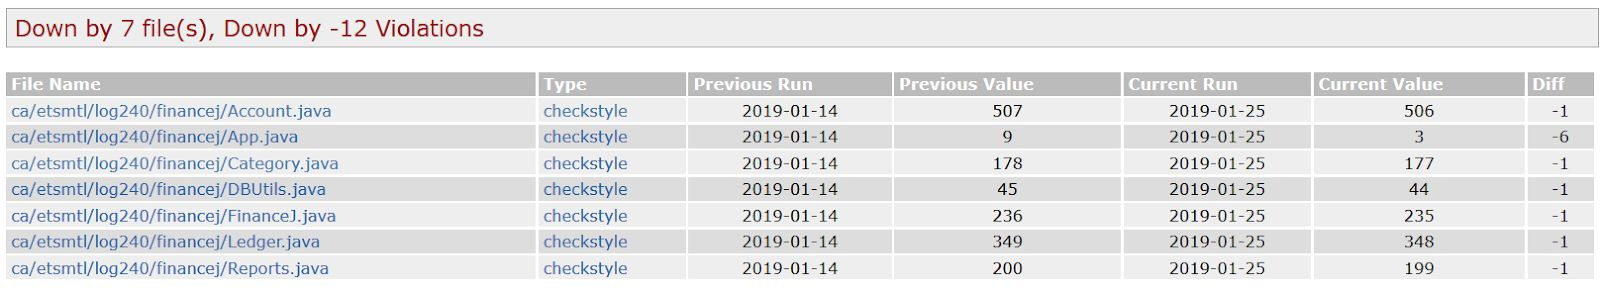 Down by 7 file(s), Down by -12 Violations
File Name Type Previous Run Previous Value Current Run Current Value Diff
ca/etsmtl/log240/financej/Account.java checkstyle 2019-01-14 507 2019-01-25 506 -1
ca/etsmtl/log240/financej/App.java checkstyle 2019-01-14 9 2019-01-25 3 -6
ca/etsmtl/log240/financej/Category.java checkstyle 2019-01-14 178 2019-01-25 177 -1
ca/etsmtl/log240/financej/DBUtils.java checkstyle 2019-01-14 45 2019-01-25 44 -1
ca/etsmtl/log240/financej/FinanceJ.java checkstyle 2019-01-14 236 2019-01-25 235 -1
ca/etsmtl/log240/financej/Ledger.java checkstyle 2019-01-14 349 2019-01-25 348 -1
ca/etsmtl/log240/financej/Reports.java checkstyle 2019-01-14 200 2019-01-25 199 -1